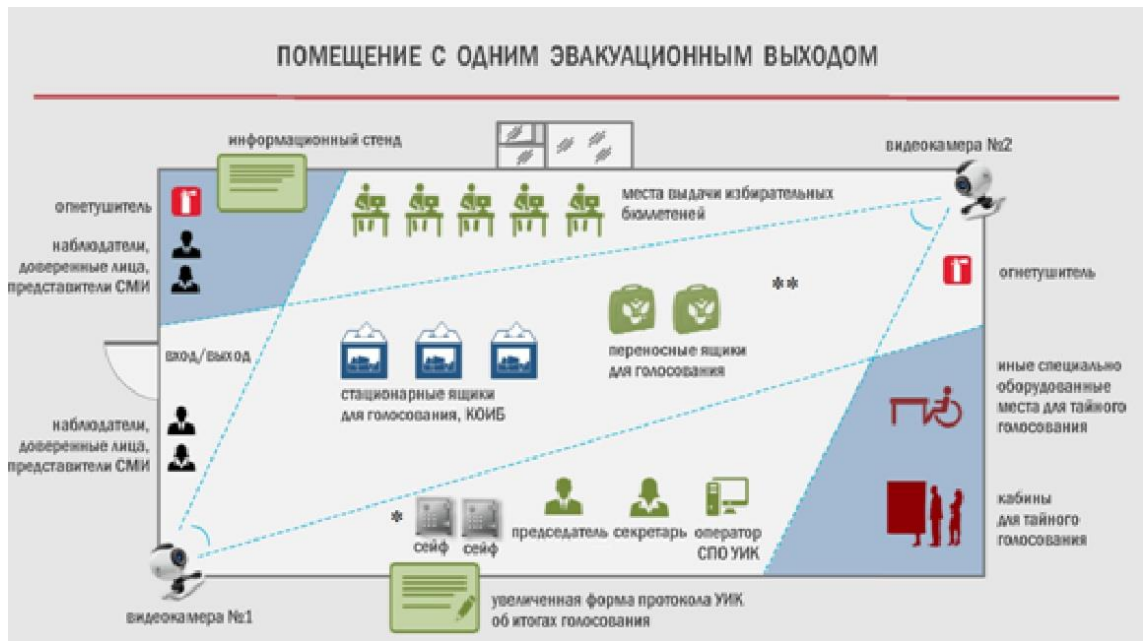 ПОМЕЩЕНИЕ С ОДНИМ ЭВАКУАЦИОННЫМ ВЫХОДОМ
информационный стенд
видеокамера №2
огнетушитель
места выдачи избирательных
бюллетеней
наблюдатели,
доверенные лица,
представители СМИ
огнетушитель
**
вход/выход
переносные ящики
для голосования
стационарные ящики
для голосования, КОИБ
иные специально
оборудованные
места для тайного
голосования
наблюдатели,
доверенные лица,
представители СМИ
*
сейф
сейф
председатель
секретарь
оператор
СПО УИК
кабины
для тайного
голосования
увеличенная форма протокола УИК
об итогах голосования
видеокамера №1